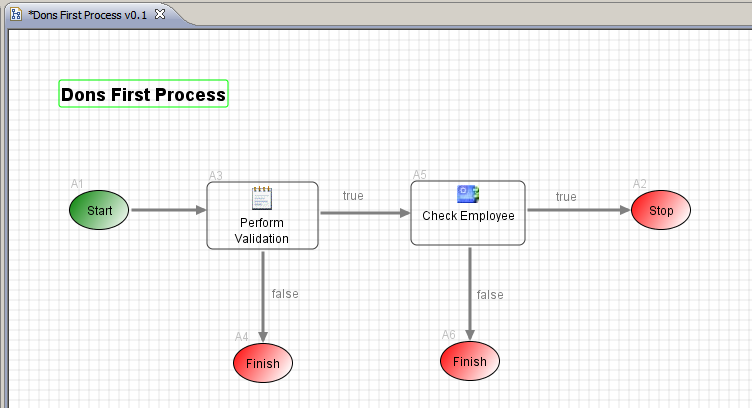 *Dons First Process v0.1
Dons First Process
A1
Start
A3
Perform
Validation
true
A5
Check Employee
true
A2
Stop
false
A4
Finish
false
A6
Finish